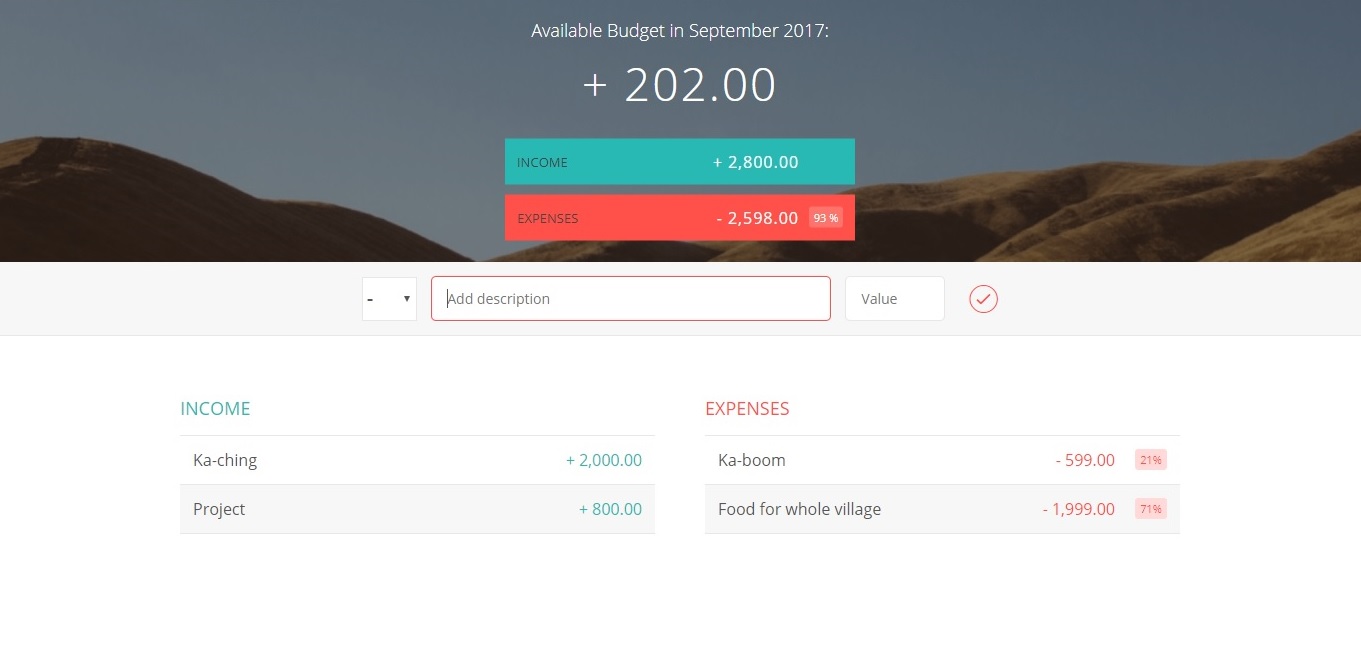 Available Budget in September 2017:
+ 202.00
INCOME + 2,800.00
EXPENSES - 2,598.00 93 %
- Add description Value
INCOME
Ka-ching + 2,000.00
Project + 800.00
EXPENSES
Ka-boom - 599.00 21%
Food for whole village - 1,999.00 71%